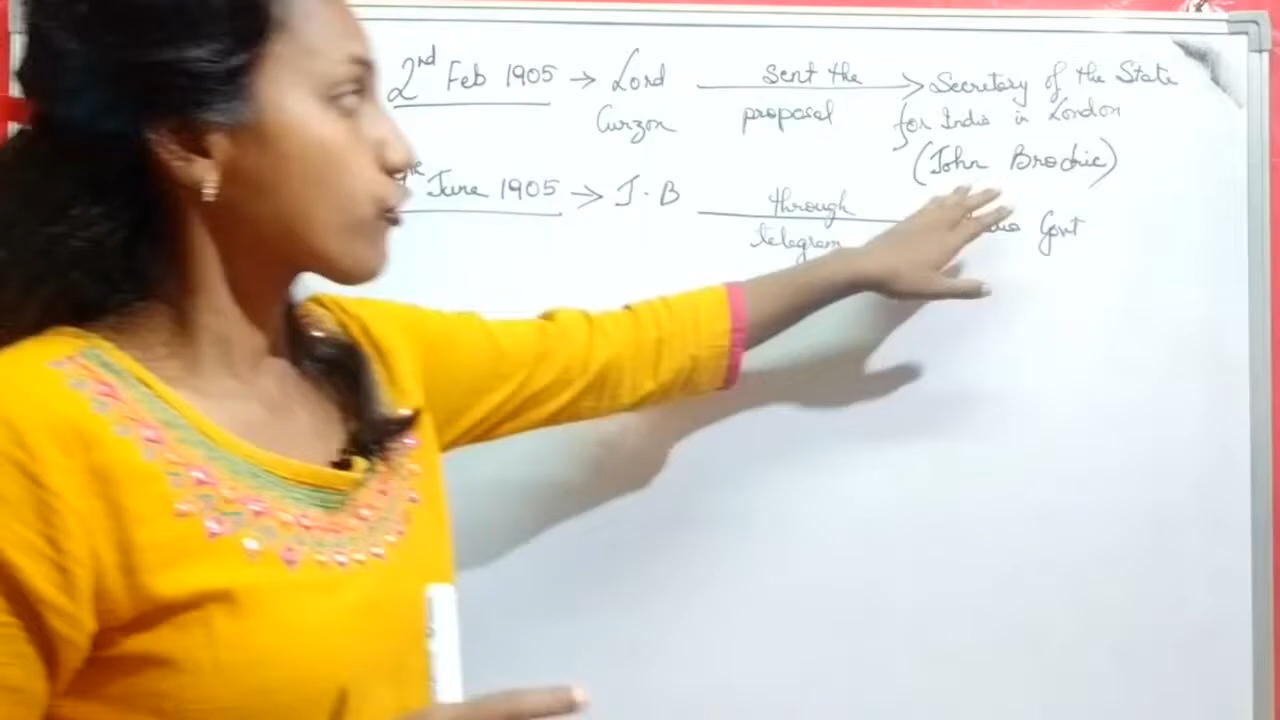 2nd Feb 1905 → Lord Curzon sent the proposal → Secretary of the State for India in London
(John Brodric)
June 1905 → J.B through telegram Govt